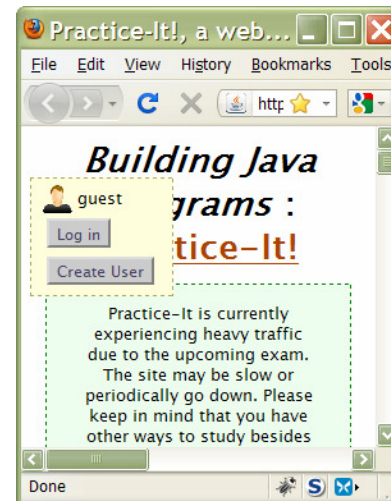 Practice-It!, a web...
File Edit View History Bookmarks Tools
http
Building Java
grams :
tice-It!
guest
Log in
Create User
Practice-It is currently
experiencing heavy traffic
due to the upcoming exam.
The site may be slow or
periodically go down. Please
keep in mind that you have
other ways to study besides
Done
S